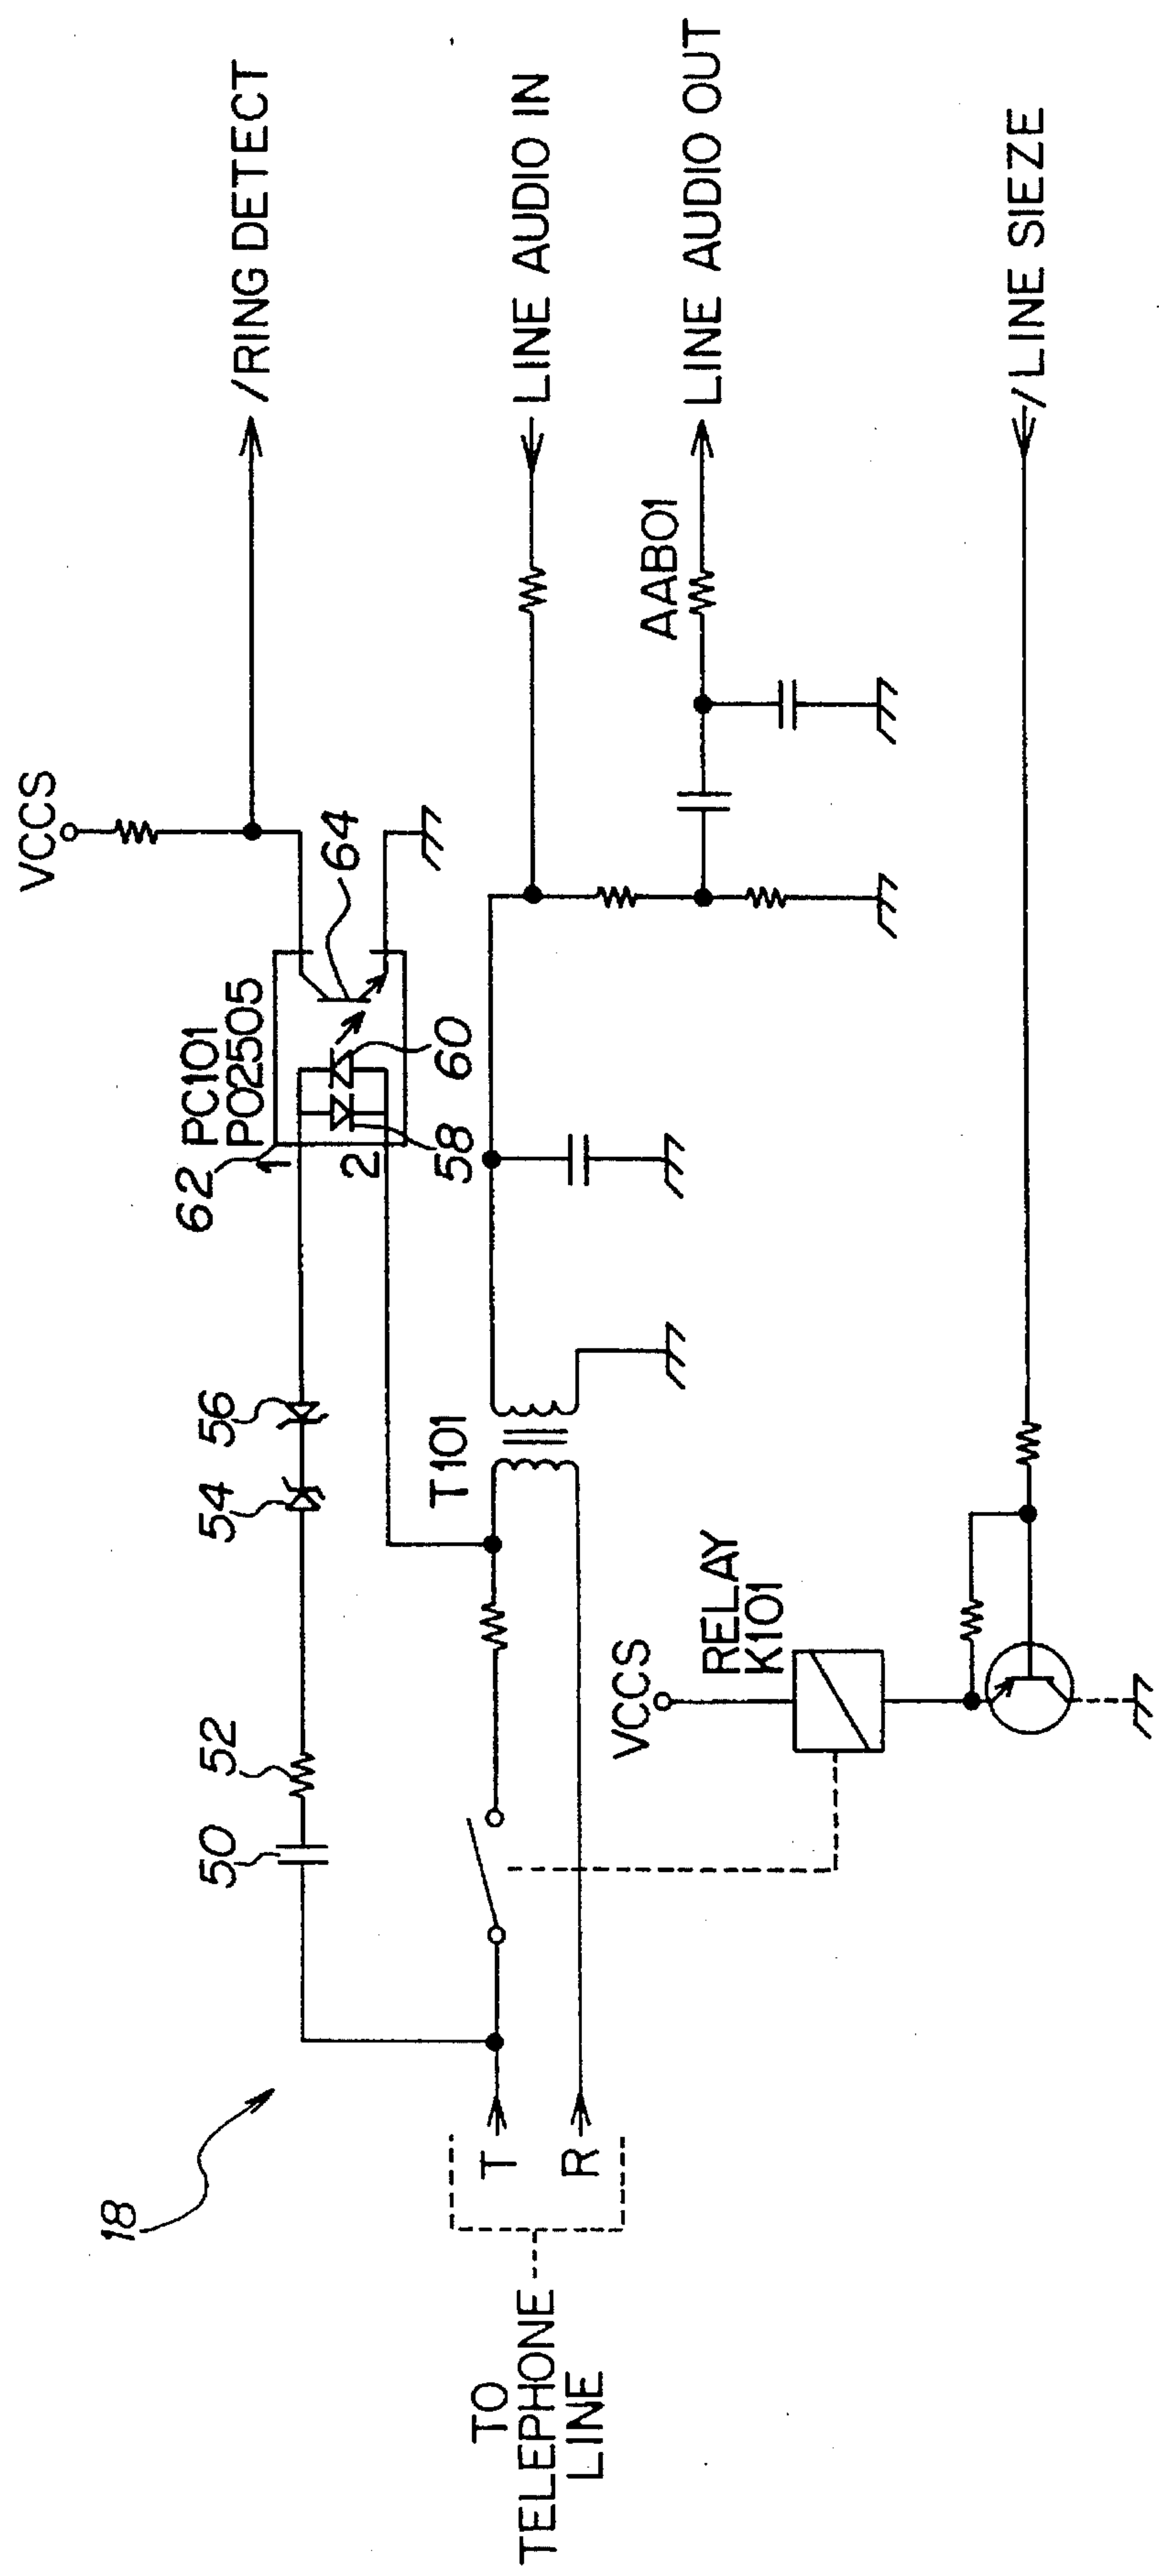 18
TO
TELEPHONE
LINE
T
R
50
52
54
56
62
PC101
P02505
1
2
58
60
64
VCCS
/RING DETECT
T101
LINE AUDIO IN
AAB01
LINE AUDIO OUT
VCCS
RELAY
K101
/LINE SIEZE